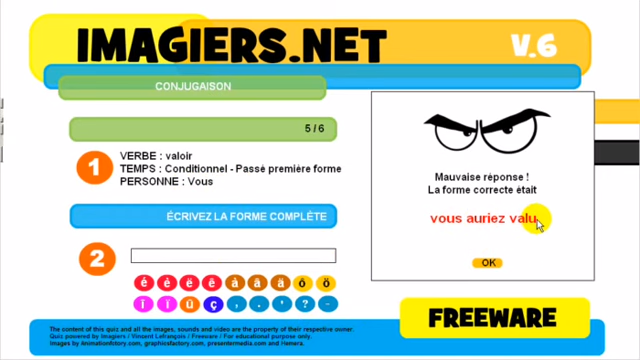 IMAGIERS.NET
V.6
CONJUGAISON
5 / 6
1
VERBE : valoir
TEMPS : Conditionnel - Passé première forme
PERSONNE : Vous
ÉCRIVEZ LA FORME COMPLÈTE
2
Mauvaise réponse !
La forme correcte était
vous auriez valu
OK
FREEWARE
The content of this quiz and all the images, sounds and video are the property of their respective owner.
Quiz powered by Imagiers / Vincent Lefrançois / Freeware / For educational purpose only.
Images by Animationfctory.com, graphicsfactory.com, presentermedia.com and Hemera.